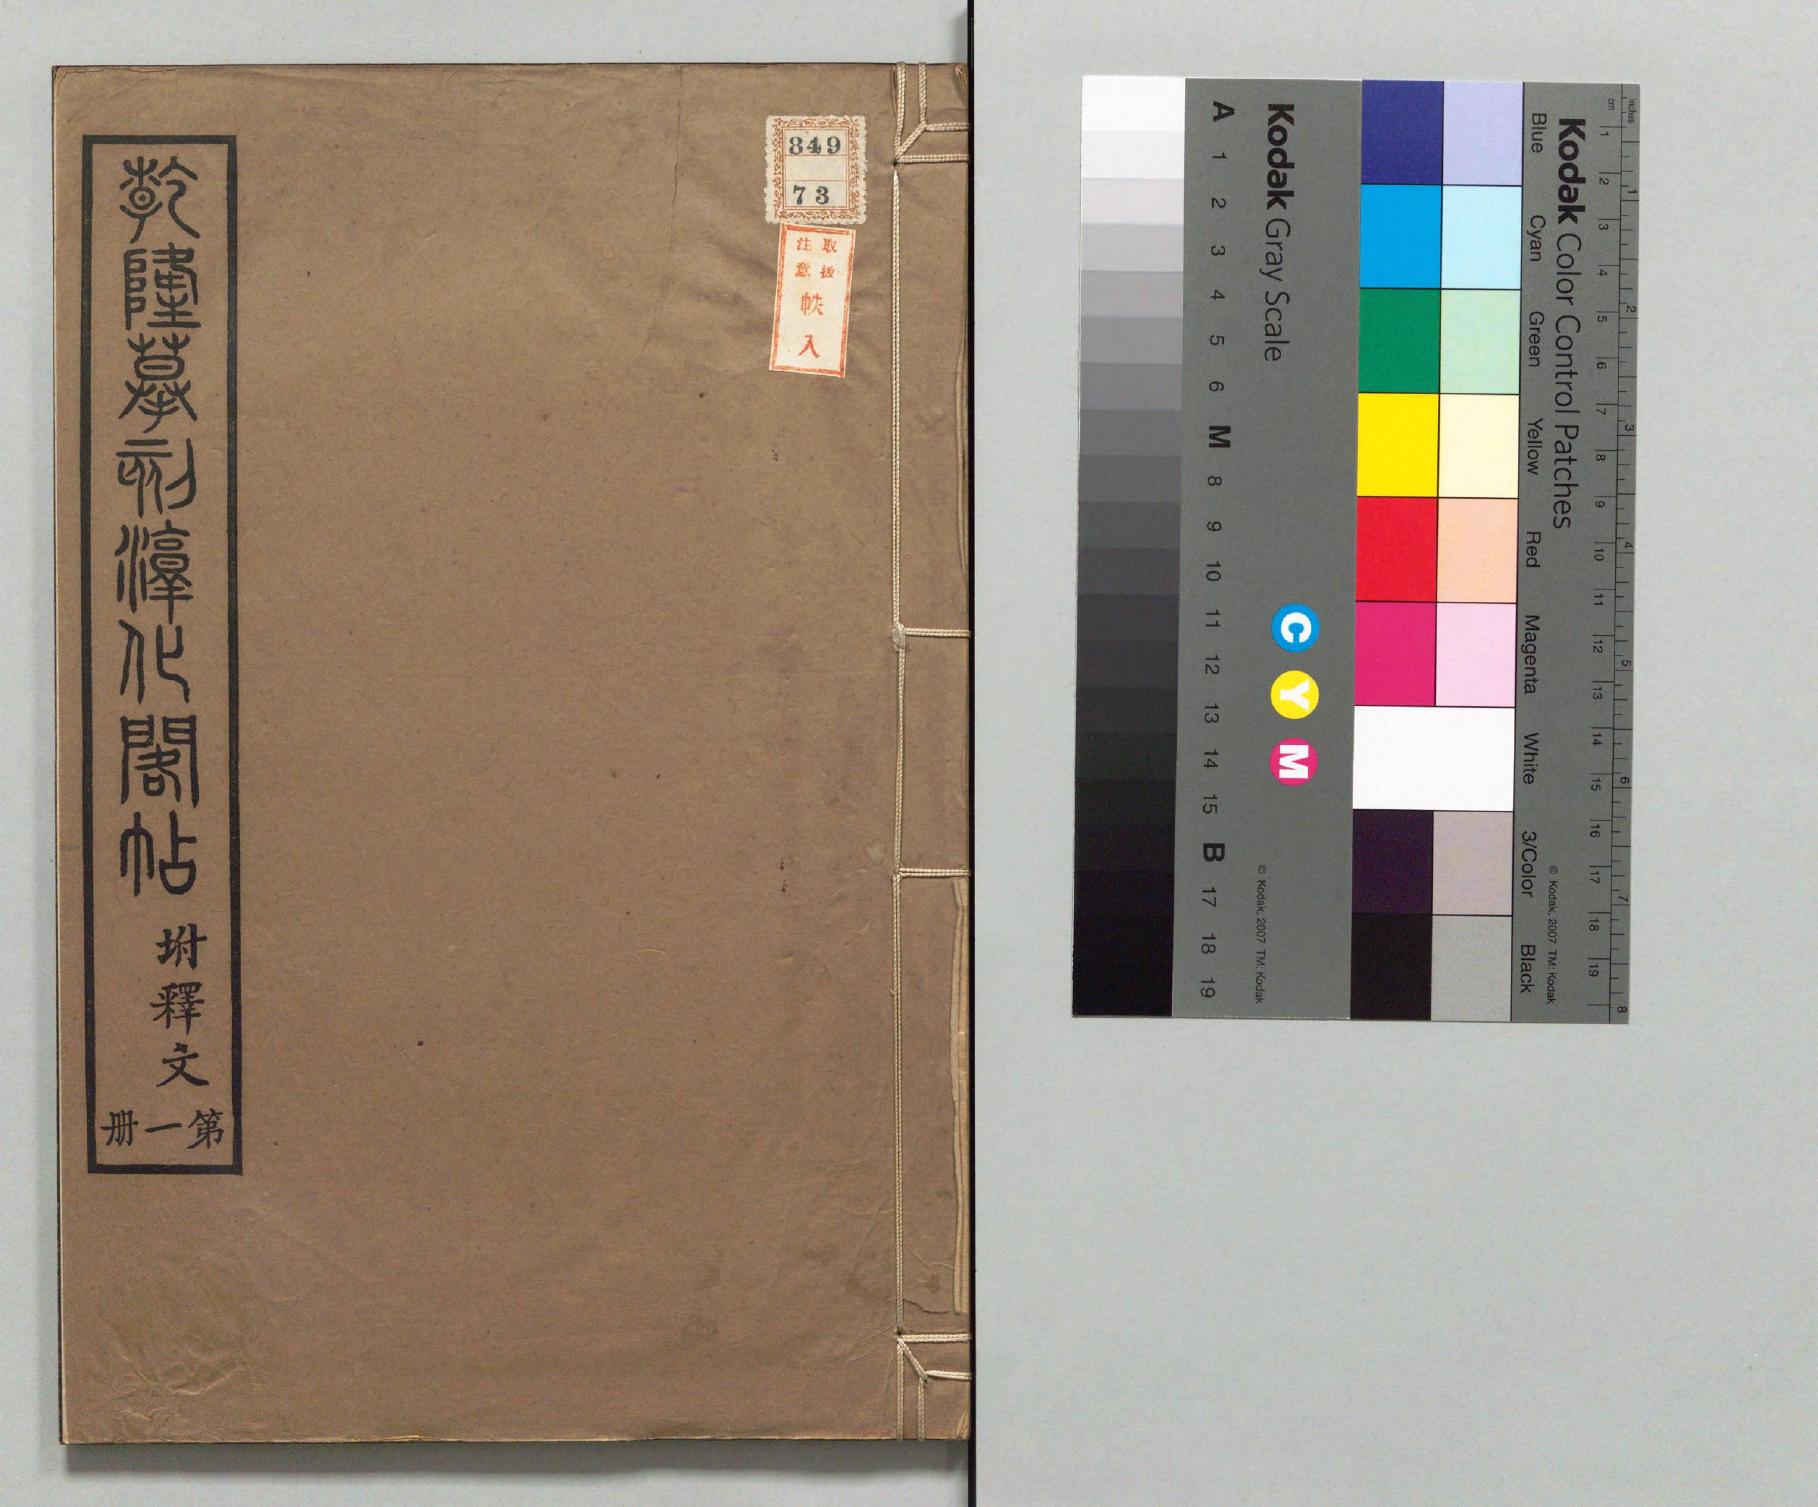 乾隆摹刻淳化閣帖
坿釋文
第一册
849
73
取扱
注意
帙
入
Kodak Gray Scale
A 1 2 3 4 5 6 M 8 9 10 11 12 13 14 15 B 17 18 19
C Y M
© Kodak, 2007 TM: Kodak
Kodak Color Control Patches
Blue Cyan Green Yellow Red Magenta White 3/Color Black
© Kodak, 2007 TM: Kodak
cm 1 2 3 4 5 6 7 8 9 10 11 12 13 14 15 16 17 18 19
inches 1 2 3 4 5 6 7 8